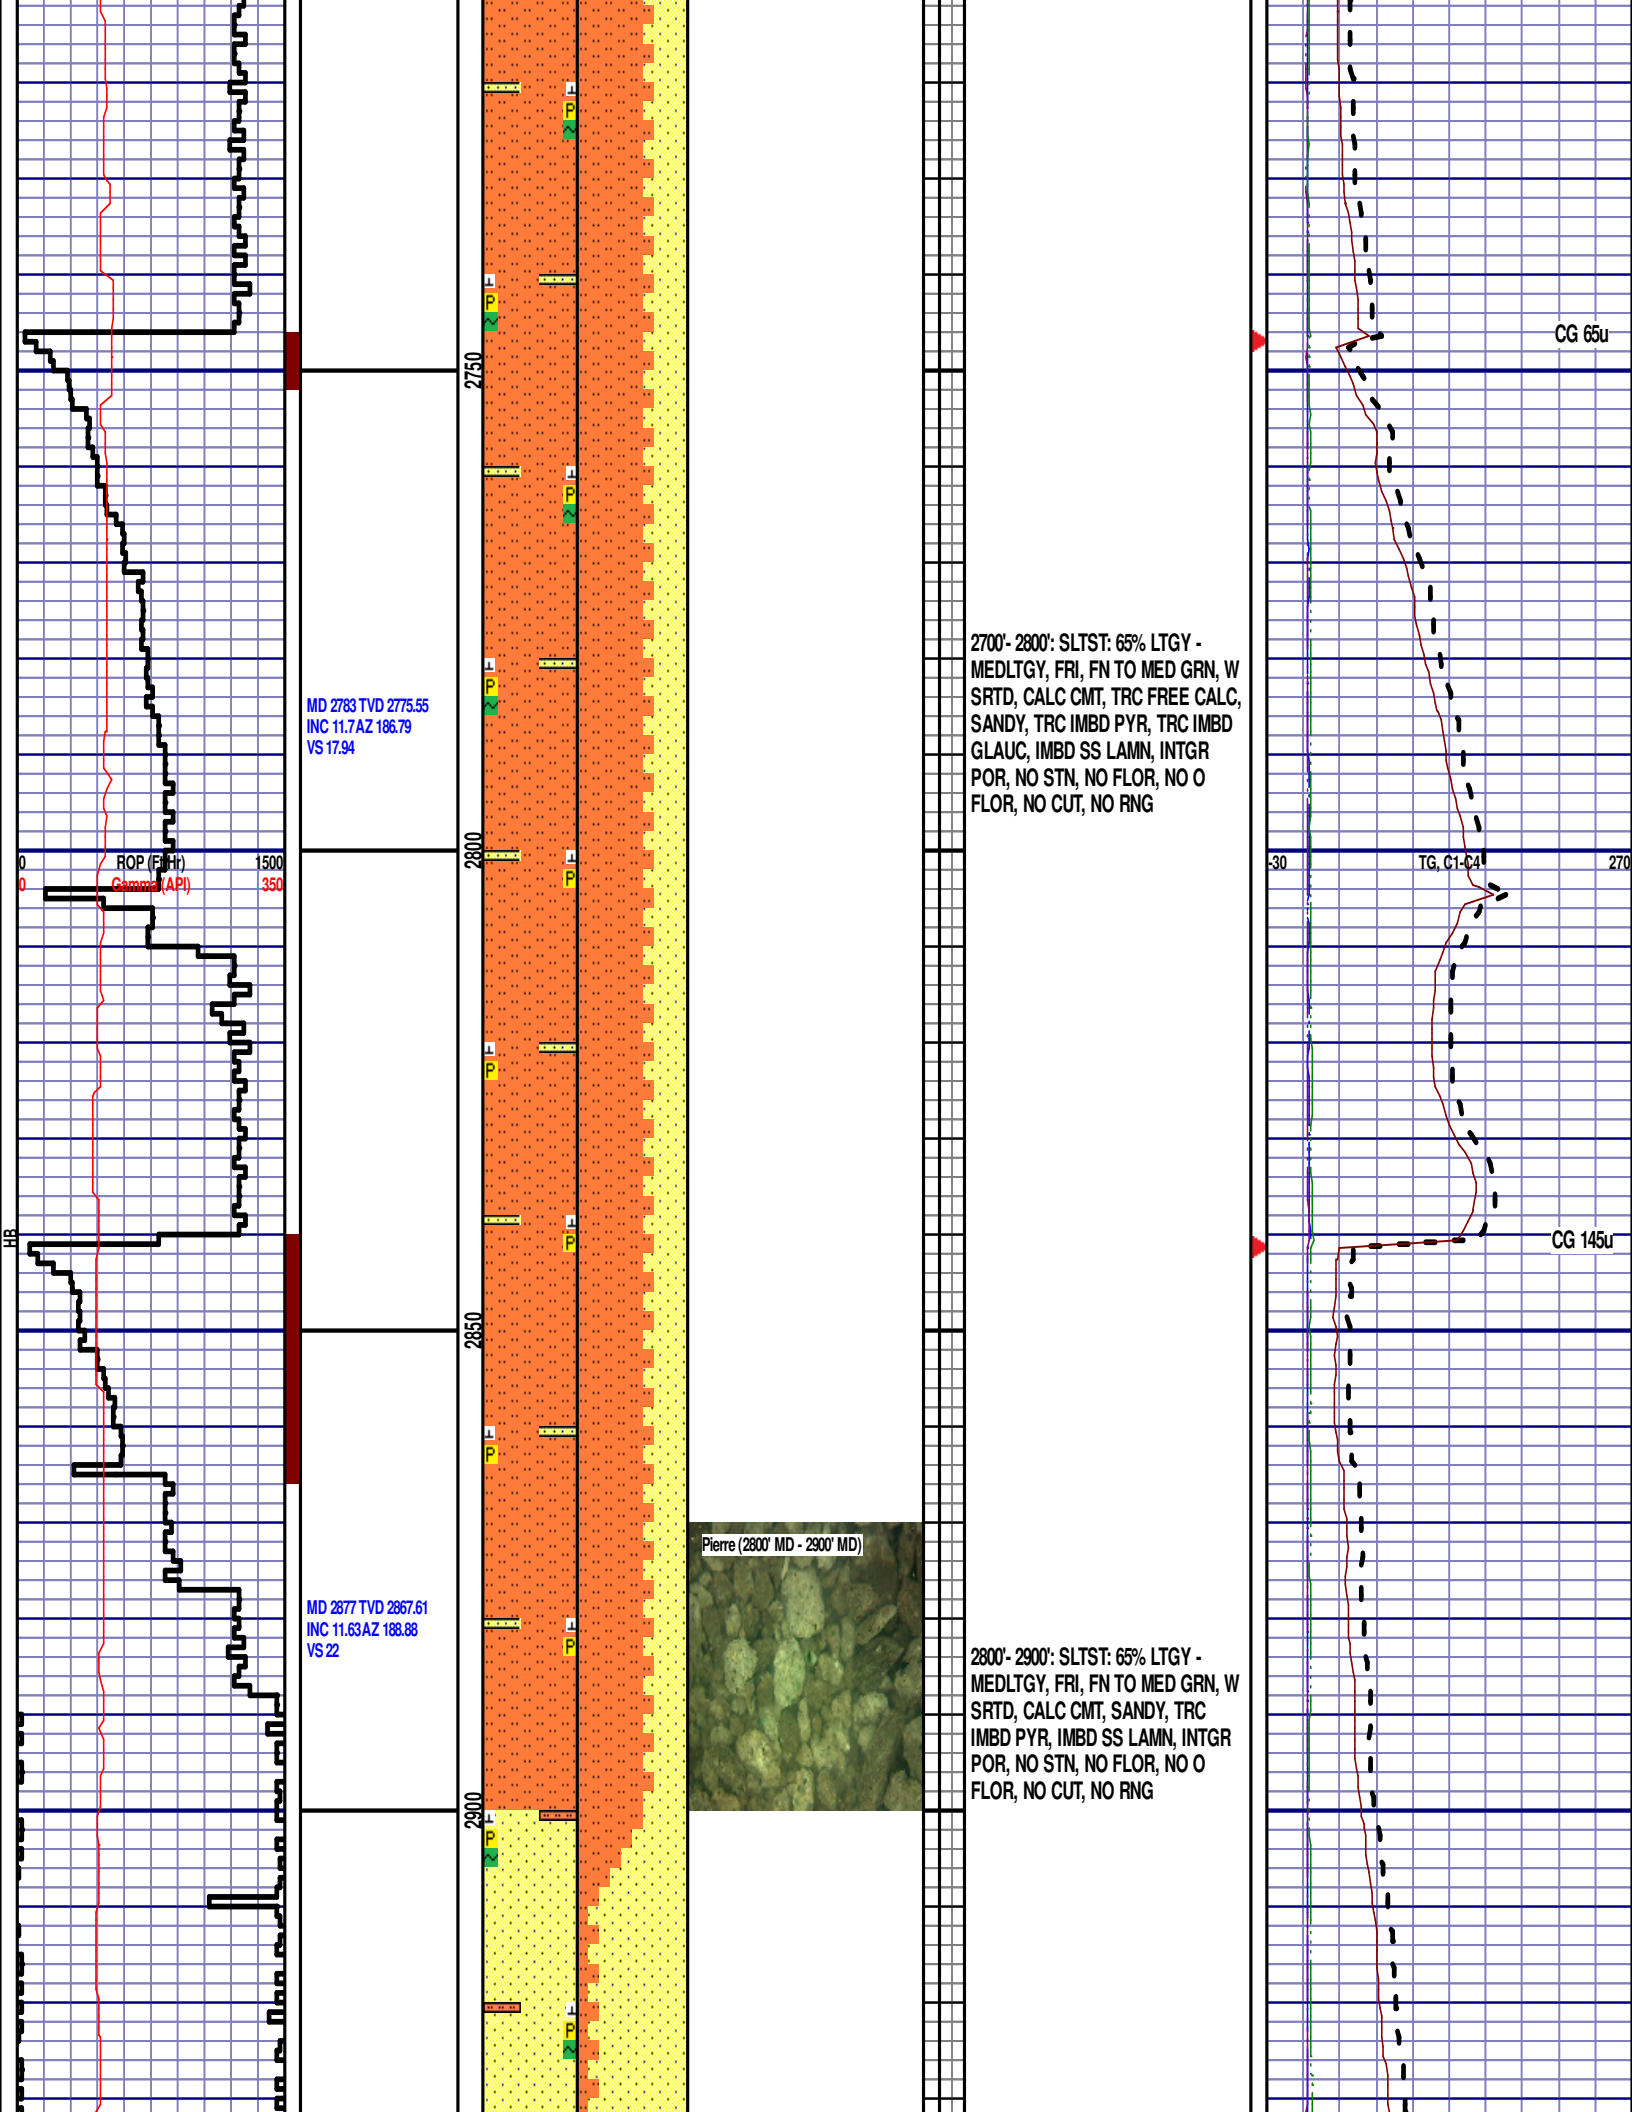 CG 65u
2750
2700'- 2800': SLTST: 65% LTGY -
MEDLTGY, FRI, FN TO MED GRN, W
SRTD, CALC CMT, TRC FREE CALC,
SANDY, TRC IMBD PYR, TRC IMBD
GLAUC, IMBD SS LAMN, INTGR
POR, NO STN, NO FLOR, NO O
FLOR, NO CUT, NO RNG
MD 2783 TVD 2775.55
INC 11.7 AZ 186.79
VS 17.94
2800
0 ROP (Ft/Hr) 1500
0 Gamma (API) 350
-30 TG, C1-C4 270
HB
CG 145u
2850
Pierre (2800' MD - 2900' MD)
MD 2877 TVD 2867.61
INC 11.63 AZ 188.88
VS 22
2800'- 2900': SLTST: 65% LTGY -
MEDLTGY, FRI, FN TO MED GRN, W
SRTD, CALC CMT, SANDY, TRC
IMBD PYR, IMBD SS LAMN, INTGR
POR, NO STN, NO FLOR, NO O
FLOR, NO CUT, NO RNG
2900
P
P
P
P
P
P
P
P
P
P
P